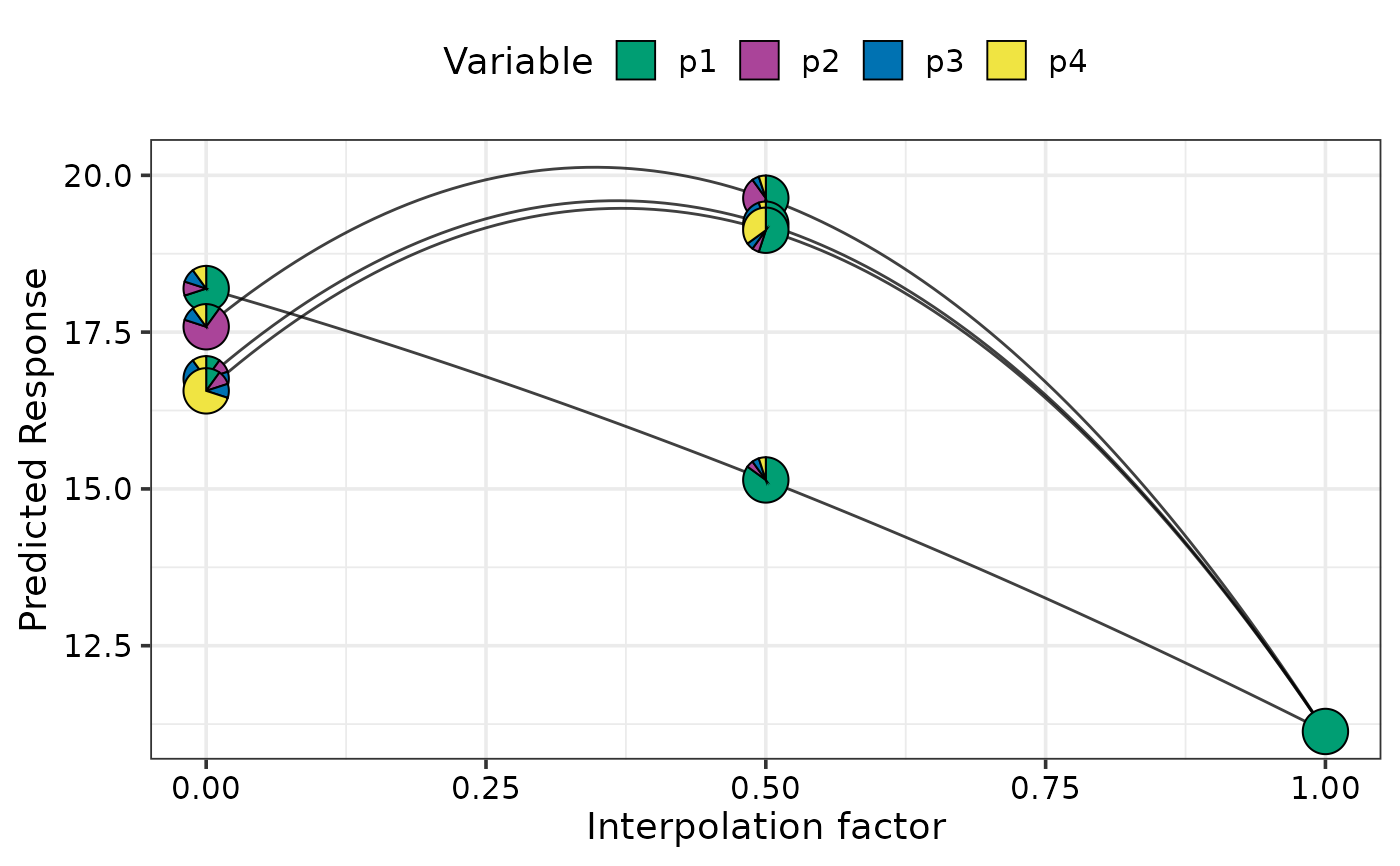 Variable p1 p2 p3 p4
Predicted Response
20.0
17.5
15.0
12.5
0.00 0.25 0.50 0.75 1.00
Interpolation factor